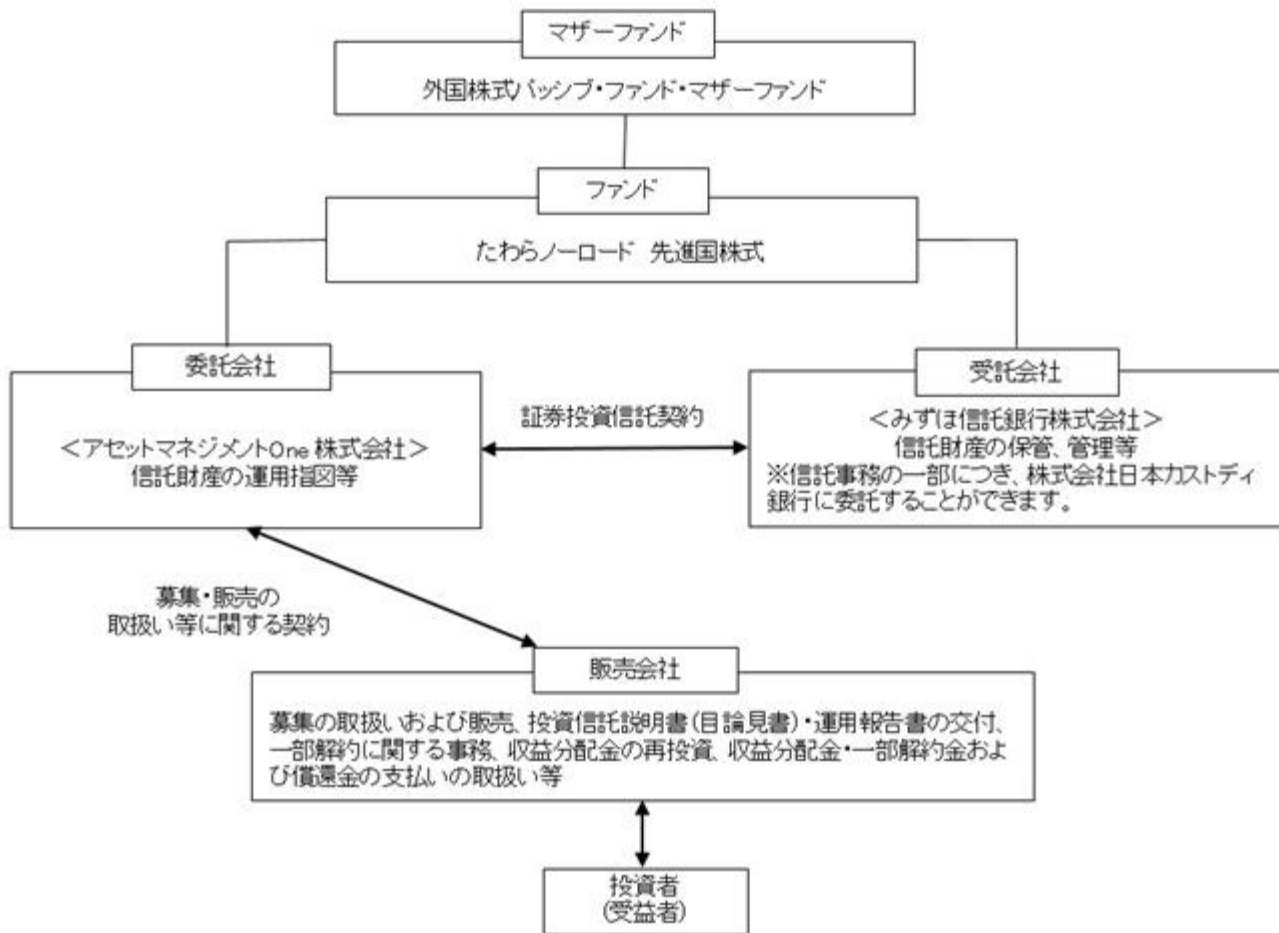 マザーファンド
外国株式パッシブ・ファンド・マザーファンド
ファンド
たわらノーロード 先進国株式
委託会社
<アセットマネジメントOne 株式会社>
信託財産の運用指図等
証券投資信託契約
受託会社
<みずほ信託銀行株式会社>
信託財産の保管、管理等
※信託事務の一部につき、株式会社日本カストディ
銀行に委託することができます。
募集・販売の
取扱い等に関する契約
販売会社
募集の取扱いおよび販売、投資信託説明書(目論見書)・運用報告書の交付、
一部解約に関する事務、収益分配金の再投資、収益分配金・一部解約金およ
び償還金の支払いの取扱い等
投資者
(受益者)